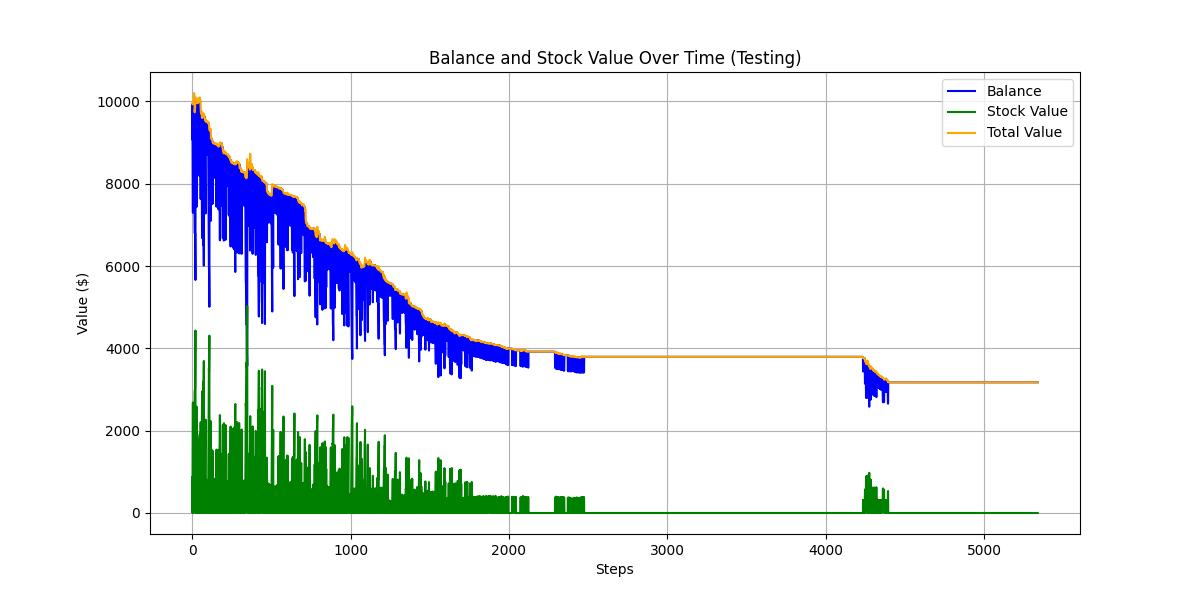 Balance and Stock Value Over Time (Testing)
Balance
Stock Value
Total Value
Value ($)
10000
8000
6000
4000
2000
0
0 1000 2000 3000 4000 5000
Steps